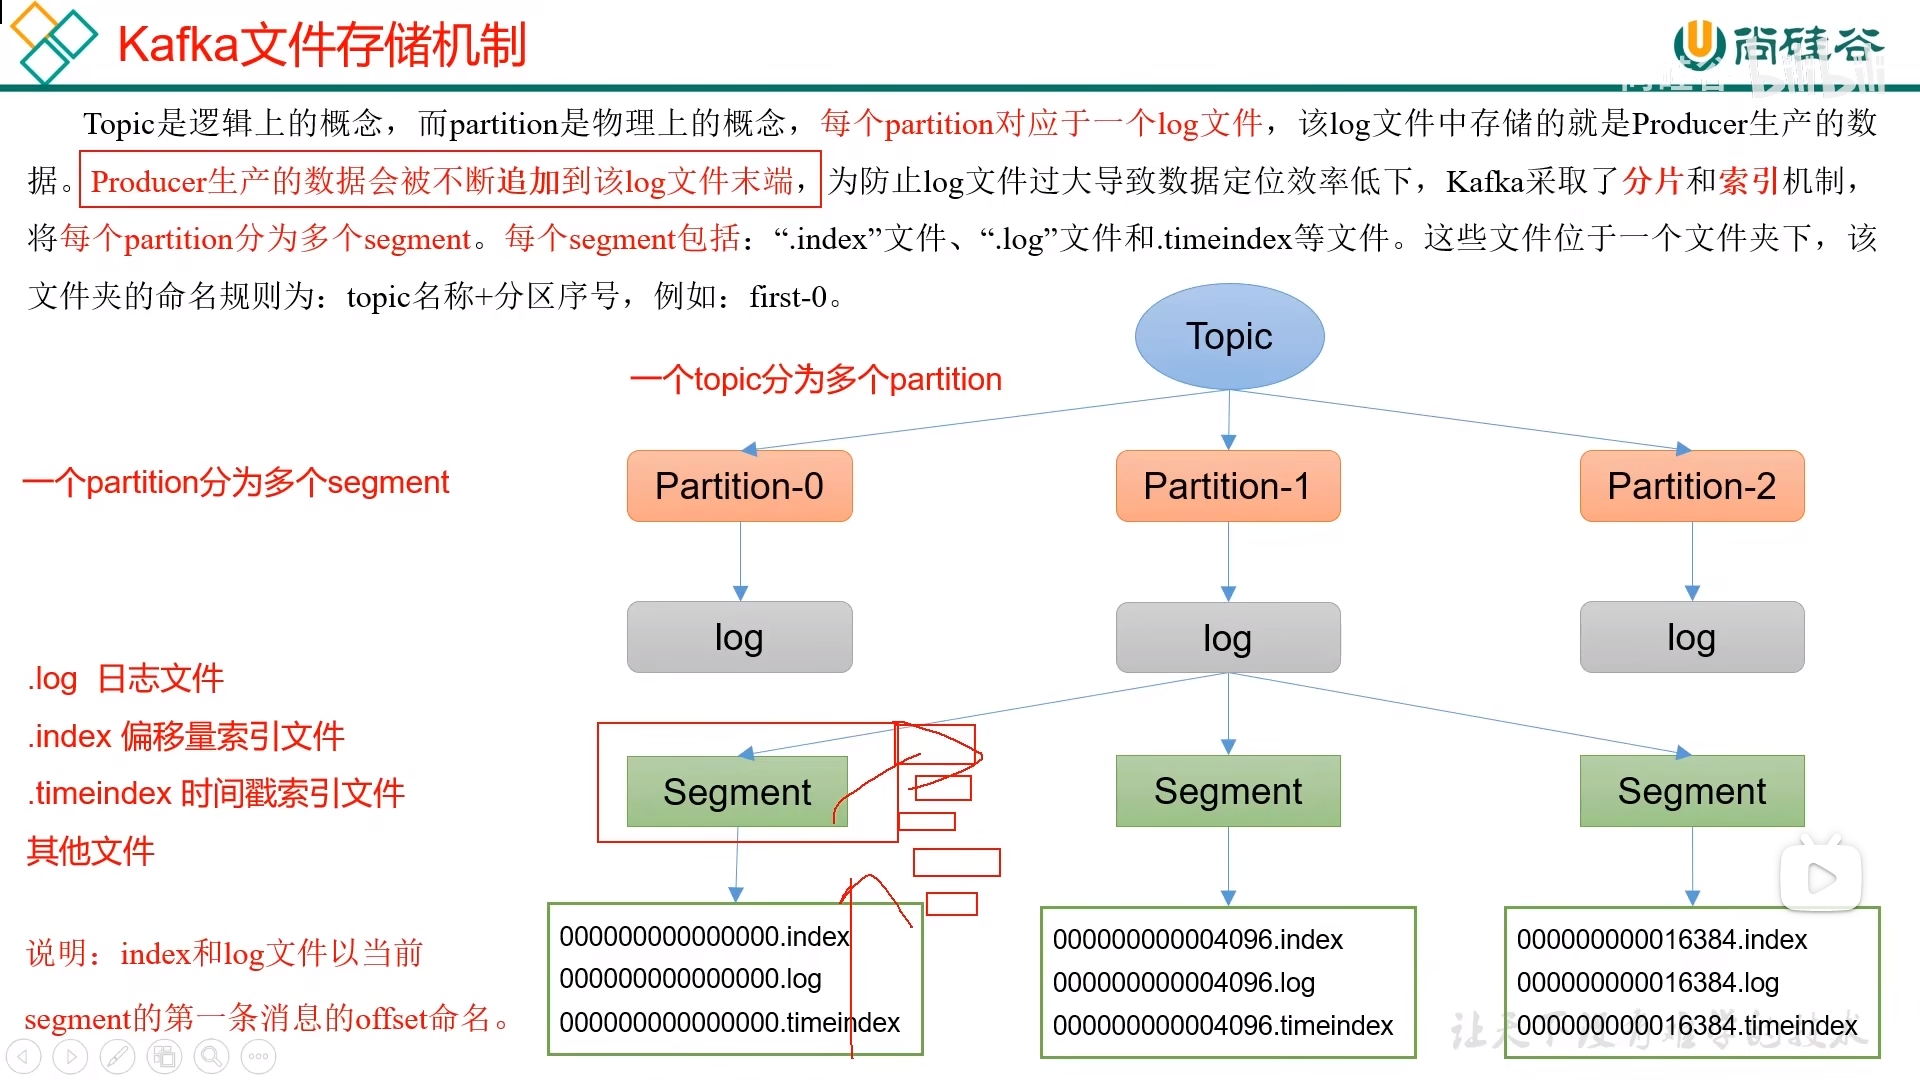 Kafka文件存储机制
尚硅谷
Topic是逻辑上的概念，而partition是物理上的概念，每个partition对应于一个log文件，该log文件中存储的就是Producer生产的数
据。Producer生产的数据会被不断追加到该log文件末端，为防止log文件过大导致数据定位效率低下，Kafka采取了分片和索引机制，
将每个partition分为多个segment。每个segment包括：“.index”文件、“.log”文件和.timeindex等文件。这些文件位于一个文件夹下，该
文件夹的命名规则为：topic名称+分区序号，例如：first-0。
Topic
一个topic分为多个partition
一个partition分为多个segment
Partition-0
Partition-1
Partition-2
log
log
log
.log 日志文件
.index 偏移量索引文件
.timeindex 时间戳索引文件
其他文件
Segment
Segment
Segment
说明：index和log文件以当前
segment的第一条消息的offset命名。
000000000000000.index
000000000000000.log
000000000000000.timeindex
000000000004096.index
000000000004096.log
000000000004096.timeindex
000000000016384.index
000000000016384.log
000000000016384.timeindex
让天下没有难学的技术
尚硅谷 bilibili